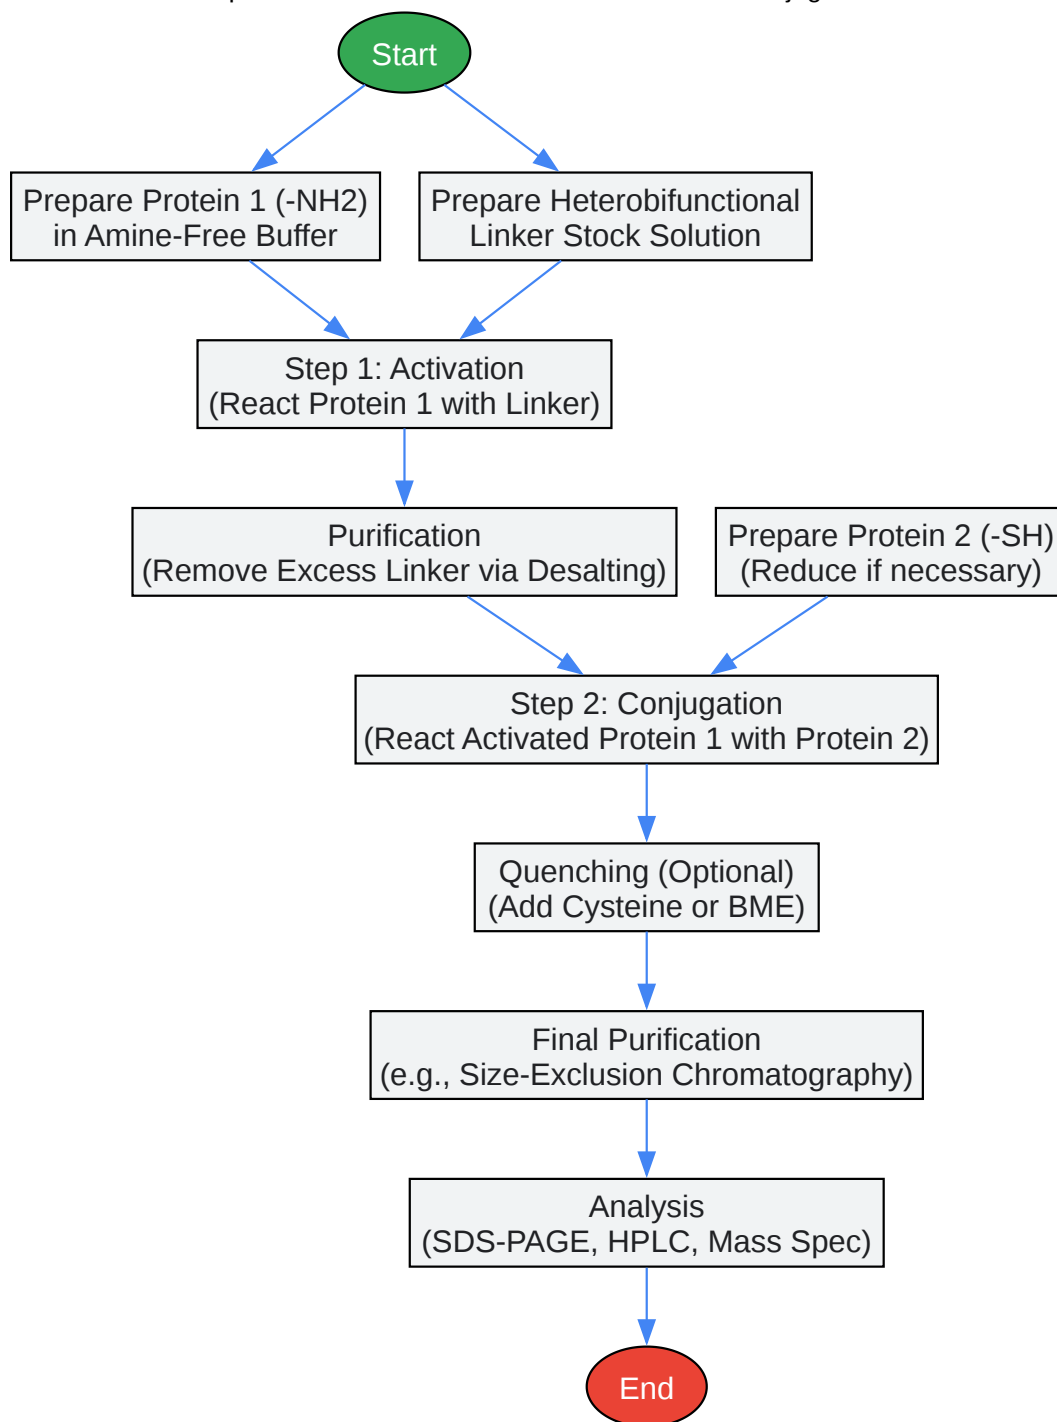 Start
Prepare Protein 1 (-NH2)
in Amine-Free Buffer
Prepare Heterobifunctional
Linker Stock Solution
Step 1: Activation
(React Protein 1 with Linker)
Purification
(Remove Excess Linker via Desalting)
Prepare Protein 2 (-SH)
(Reduce if necessary)
Step 2: Conjugation
(React Activated Protein 1 with Protein 2)
Quenching (Optional)
(Add Cysteine or BME)
Final Purification
(e.g., Size-Exclusion Chromatography)
Analysis
(SDS-PAGE, HPLC, Mass Spec)
End